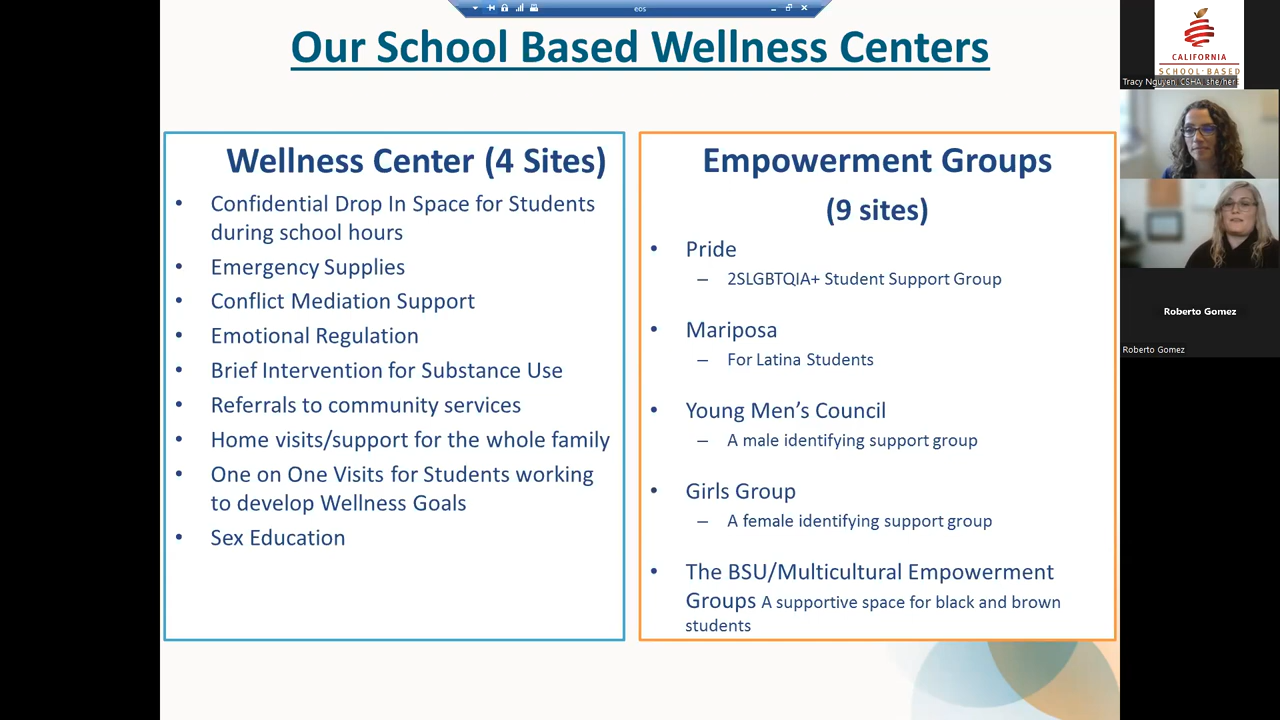 eos
Our School Based Wellness Centers
Wellness Center (4 Sites)
• Confidential Drop In Space for Students
during school hours
• Emergency Supplies
• Conflict Mediation Support
• Emotional Regulation
• Brief Intervention for Substance Use
• Referrals to community services
• Home visits/support for the whole family
• One on One Visits for Students working
to develop Wellness Goals
• Sex Education
Empowerment Groups
(9 sites)
• Pride
– 2SLGBTQIA+ Student Support Group
• Mariposa
– For Latina Students
• Young Men’s Council
– A male identifying support group
• Girls Group
– A female identifying support group
• The BSU/Multicultural Empowerment
Groups A supportive space for black and brown
students
CALIFORNIA
SCHOOL-BASED
Tracy Nguyen, CSHA, she/her
Roberto Gomez
Roberto Gomez